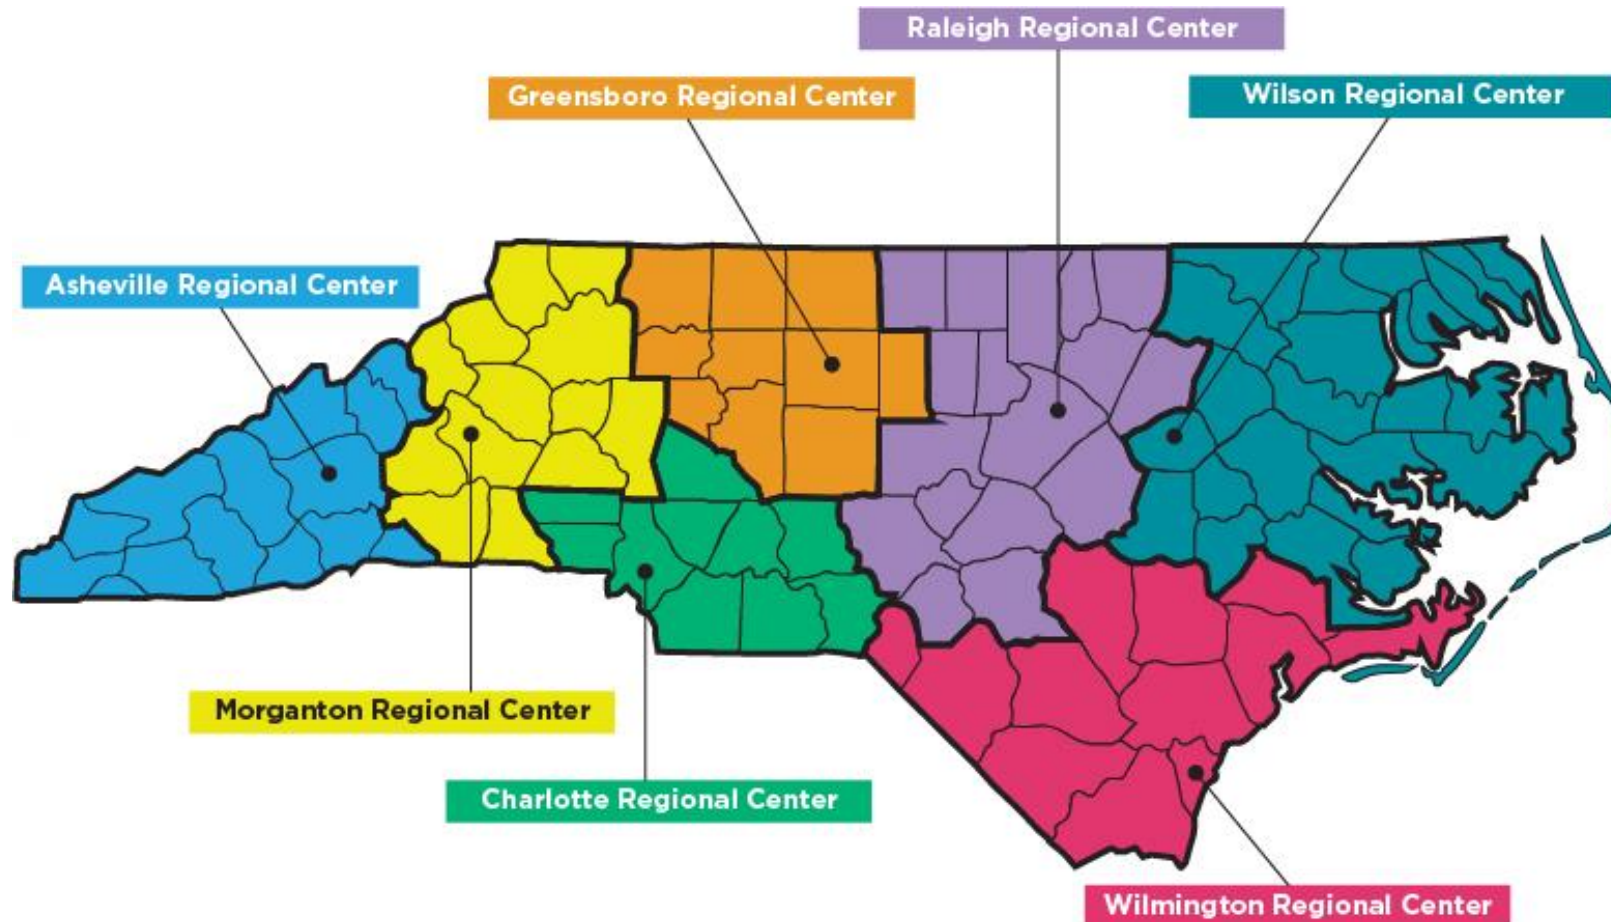 Raleigh Regional Center
Greensboro Regional Center
Wilson Regional Center
Asheville Regional Center
Morganton Regional Center
Charlotte Regional Center
Wilmington Regional Center